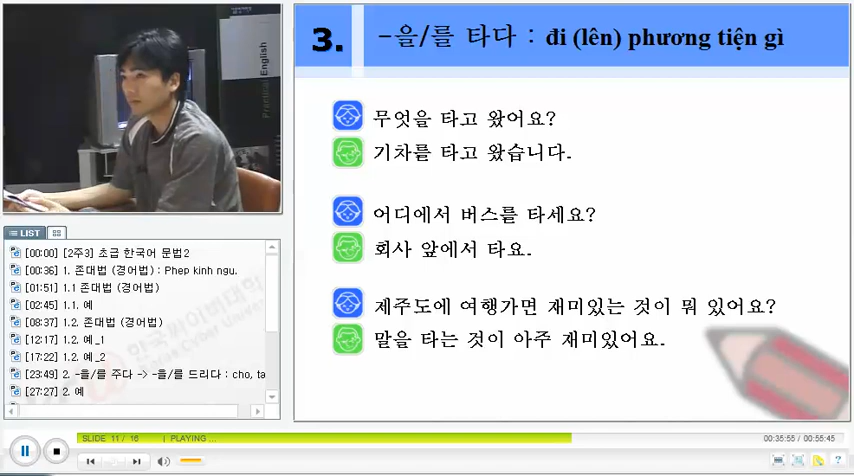 3. -을/를 타다 : đi (lên) phương tiện gì
무엇을 타고 왔어요?
기차를 타고 왔습니다.
어디에서 버스를 타세요?
회사 앞에서 타요.
제주도에 여행가면 재미있는 것이 뭐 있어요?
말을 타는 것이 아주 재미있어요.
Practical English
LIST
[00:00) [2주3] 초급 한국어 문법2
[00:36] 1. 존대법 (경어법) : Phep kinh ngu.
[01:51] 1.1 존대법 (경어법)
[02:45] 1.1. 예
[08:37] 1.2. 존대법 (경어법)
[12:17] 1.2. 예_1
[17:22] 1.2. 예_2
[23:49] 2. -을/를 주다 -> -을/를 드리다 : cho, ta
[27:27] 2. 예
SLIDE 11 / 16 | PLAYING ...
00:35:55 / 00:55:45